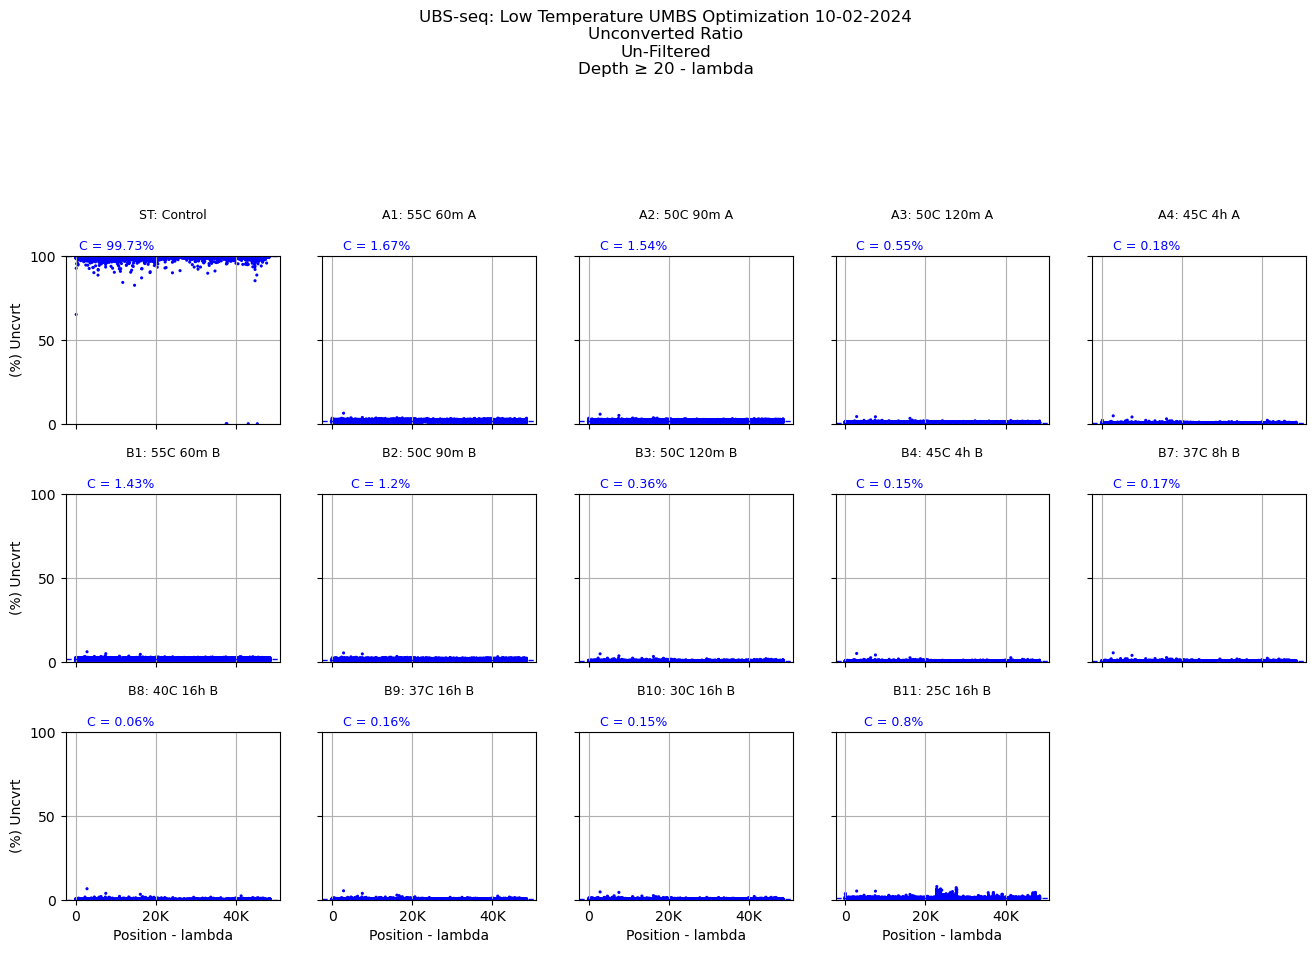 UBS-seq: Low Temperature UMBS Optimization 10-02-2024
Unconverted Ratio
Un-Filtered
Depth ≥ 20 - lambda
ST: Control
A1: 55C 60m A
A2: 50C 90m A
A3: 50C 120m A
A4: 45C 4h A
C = 99.73%
C = 1.67%
C = 1.54%
C = 0.55%
C = 0.18%
100
50
0
(%) Uncvrt
B1: 55C 60m B
B2: 50C 90m B
B3: 50C 120m B
B4: 45C 4h B
B7: 37C 8h B
C = 1.43%
C = 1.2%
C = 0.36%
C = 0.15%
C = 0.17%
100
50
0
(%) Uncvrt
B8: 40C 16h B
B9: 37C 16h B
B10: 30C 16h B
B11: 25C 16h B
C = 0.06%
C = 0.16%
C = 0.15%
C = 0.8%
100
50
0
(%) Uncvrt
0 20K 40K
0 20K 40K
0 20K 40K
0 20K 40K
Position - lambda
Position - lambda
Position - lambda
Position - lambda